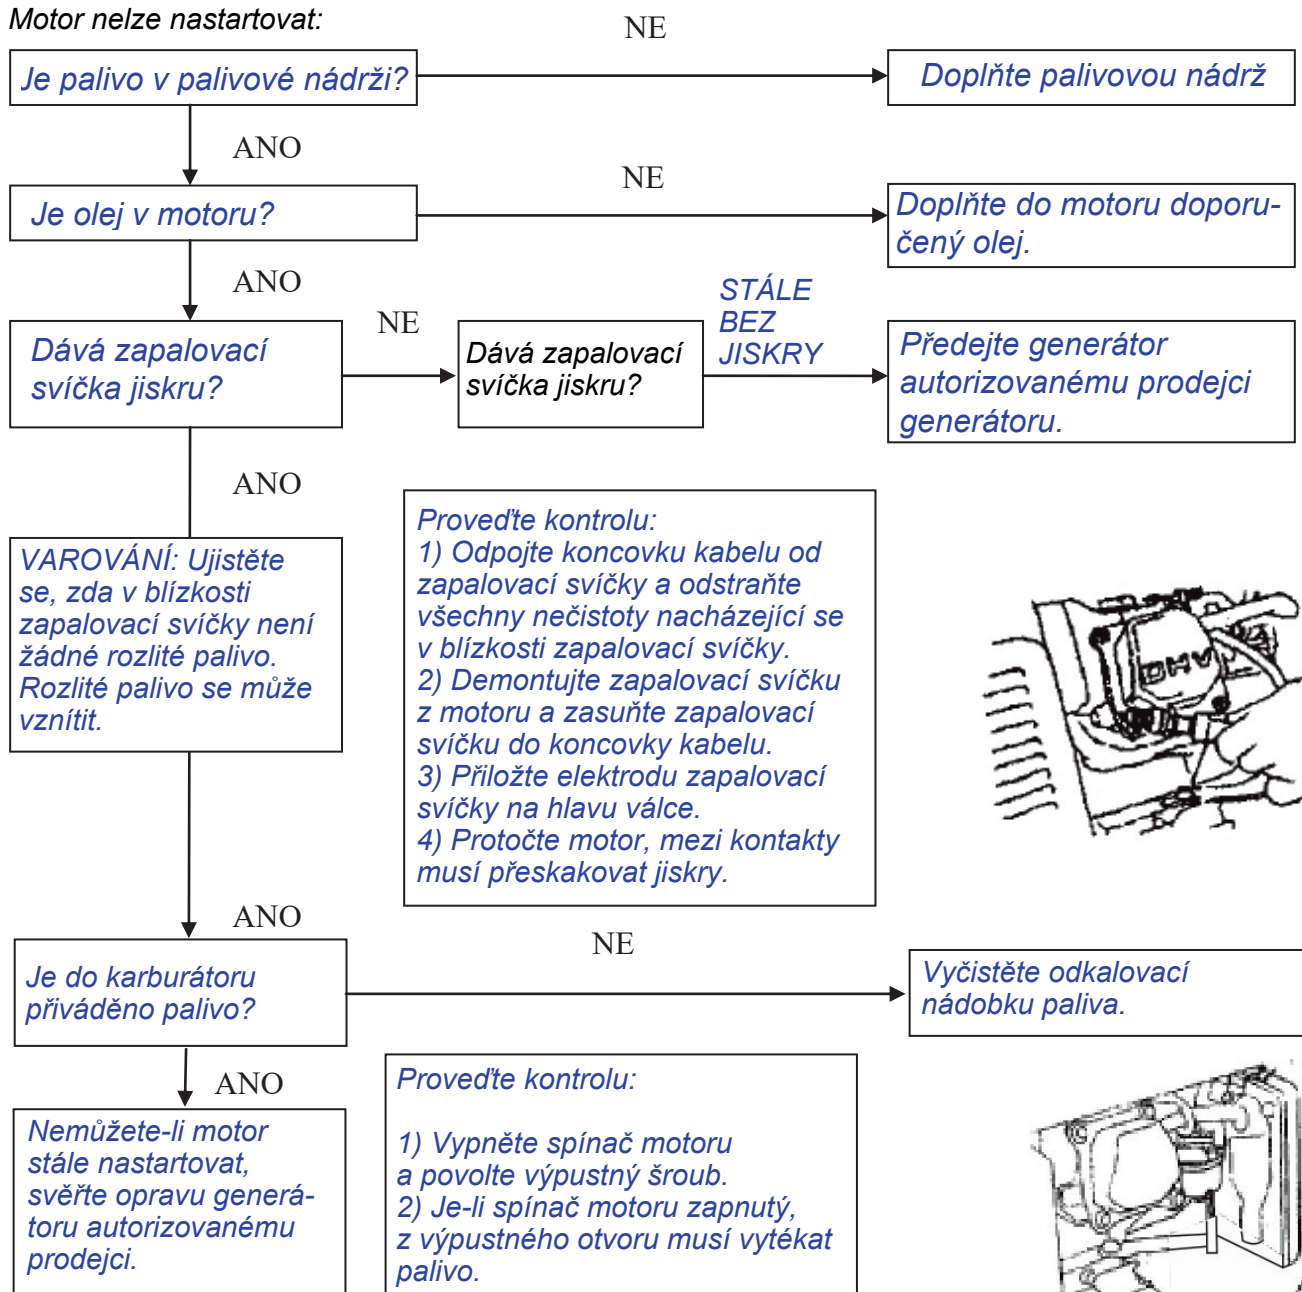 Motor nelze nastartovat:
NE
Je palivo v palivové nádrži?
Doplňte palivovou nádrž
ANO
NE
Je olej v motoru?
Doplňte do motoru doporu-
čený olej.
ANO
NE
STÁLE
BEZ
JISKRY
Dává zapalovací
svíčka jiskru?
Dává zapalovací
svíčka jiskru?
Předejte generátor
autorizovanému prodejci
generátoru.
ANO
VAROVÁNÍ: Ujistěte
se, zda v blízkosti
zapalovací svíčky není
žádné rozlité palivo.
Rozlité palivo se může
vznítit.
Proveďte kontrolu:
1) Odpojte koncovku kabelu od
zapalovací svíčky a odstraňte
všechny nečistoty nacházející se
v blízkosti zapalovací svíčky.
2) Demontujte zapalovací svíčku
z motoru a zasuňte zapalovací
svíčku do koncovky kabelu.
3) Přiložte elektrodu zapalovací
svíčky na hlavu válce.
4) Protočte motor, mezi kontakty
musí přeskakovat jiskry.
OHV
ANO
NE
Je do karburátoru
přiváděno palivo?
Vyčistěte odkalovací
nádobku paliva.
ANO
Nemůžete-li motor
stále nastartovat,
svěřte opravu generá-
toru autorizovanému
prodejci.
Proveďte kontrolu:
1) Vypněte spínač motoru
a povolte výpustný šroub.
2) Je-li spínač motoru zapnutý,
z výpustného otvoru musí vytékat
palivo.